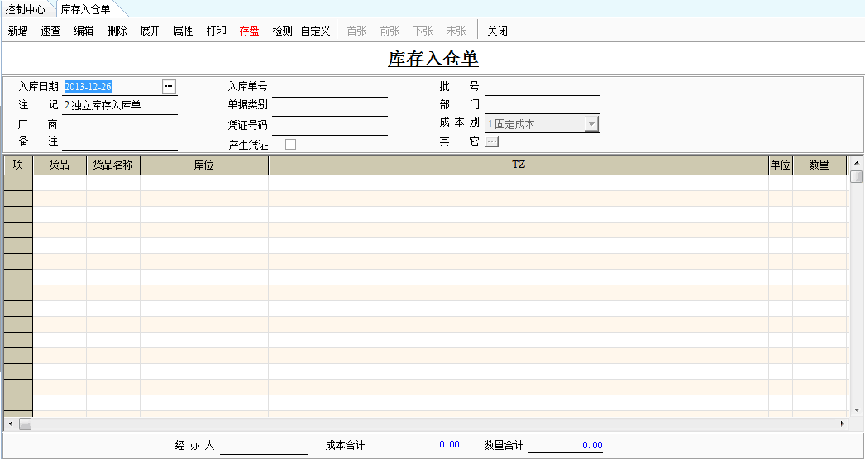 控制中心 库存入仓单
新增 速查 编辑 删除 展开 属性 打印 存盘 检测 自定义 首张 前张 下张 末张 关闭
库存入仓单
入库日期 2013-12-26 入库单号 批 号
注 记 2 独立库存入库单 单据类别 部 门
厂 商 凭证号码 成本别 1 固定成本
备 注 产生凭证 其 它
项 货品 货品名称 库位 TZ 单位 数量
经 办 人 成本合计 0.00 数量合计 0.00